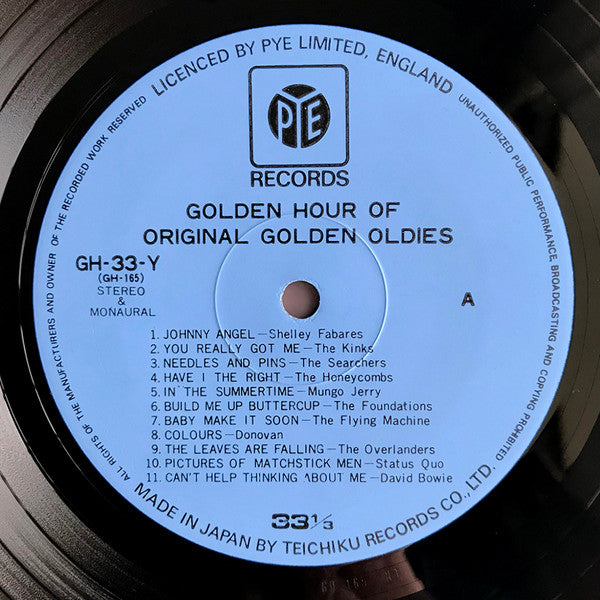 LICENCED BY PYE LIMITED, ENGLAND
UNAUTHORIZED PUBLIC PERFORMANCE, BROADCASTING AND COPYING PROHIBITED
ALL RIGHTS OF THE MANUFACTURERS AND OWNER OF THE RECORDED WORK RESERVED
PYE
RECORDS
GOLDEN HOUR OF
ORIGINAL GOLDEN OLDIES
GH-33-Y
(GH-165)
STEREO
&
MONAURAL
A
1. JOHNNY ANGEL—Shelley Fabares
2. YOU REALLY GOT ME—The Kinks
3. NEEDLES AND PINS—The Searchers
4. HAVE I THE RIGHT—The Honeycombs
5. IN THE SUMMERTIME—Mungo Jerry
6. BUILD ME UP BUTTERCUP—The Foundations
7. BABY MAKE IT SOON—The Flying Machine
8. COLOURS—Donovan
9. THE LEAVES ARE FALLING—The Overlanders
10. PICTURES OF MATCHSTICK MEN—Status Quo
11. CAN'T HELP THINKING ABOUT ME—David Bowie
33⅓
MADE IN JAPAN BY TEICHIKU RECORDS CO., LTD.